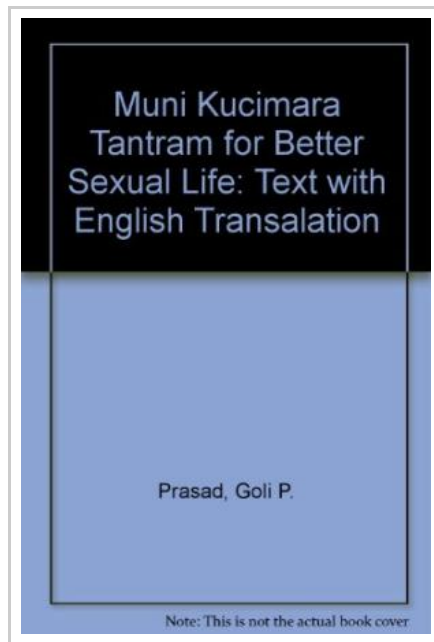 Muni Kucimara
Tantram for Better
Sexual Life: Text with
English Transalation
Prasad, Goli P.
Note: This is not the actual book cover